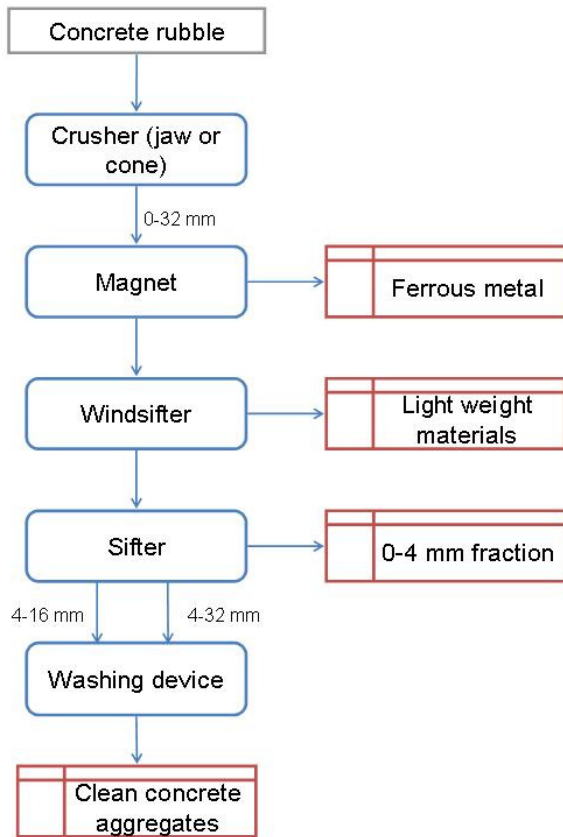 Concrete rubble
Crusher (jaw or
cone)
0-32 mm
Magnet
Ferrous metal
Windsifter
Light weight
materials
Sifter
0-4 mm fraction
4-16 mm
4-32 mm
Washing device
Clean concrete
aggregates